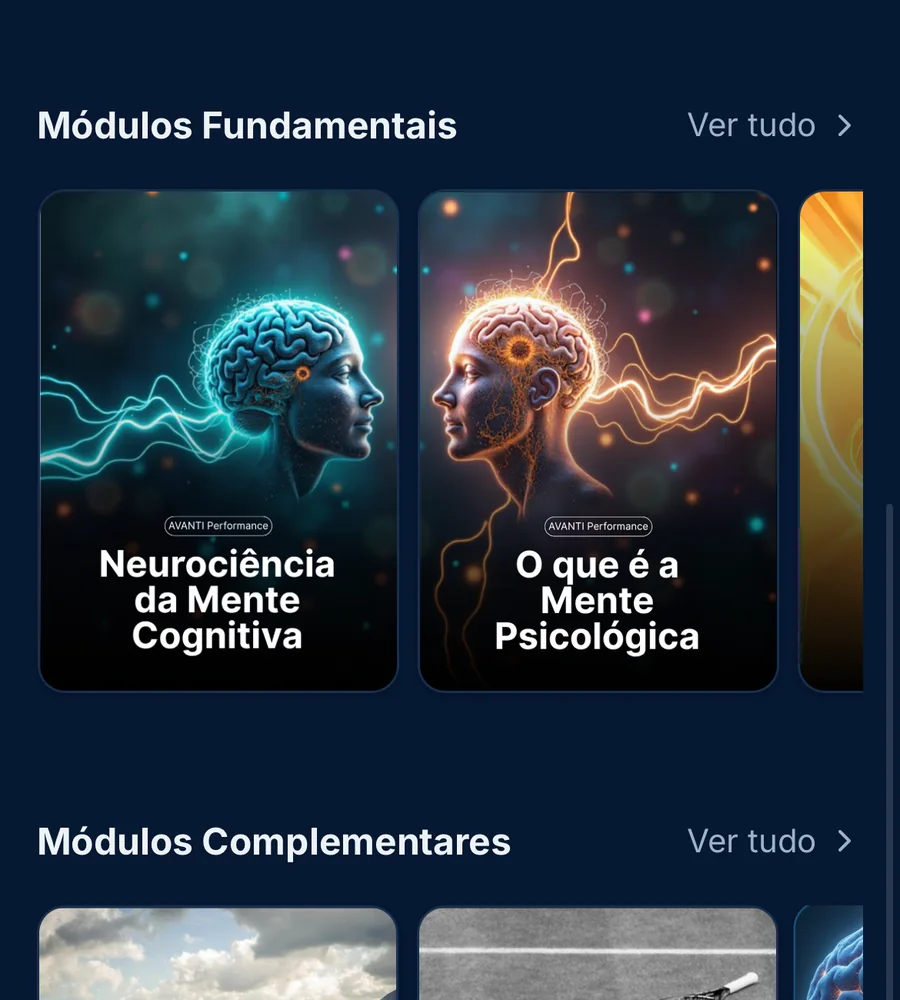 Módulos Fundamentais
Ver tudo
AVANTI Performance
Neurociência
da Mente
Cognitiva
AVANTI Performance
O que é a
Mente
Psicológica
Módulos Complementares
Ver tudo